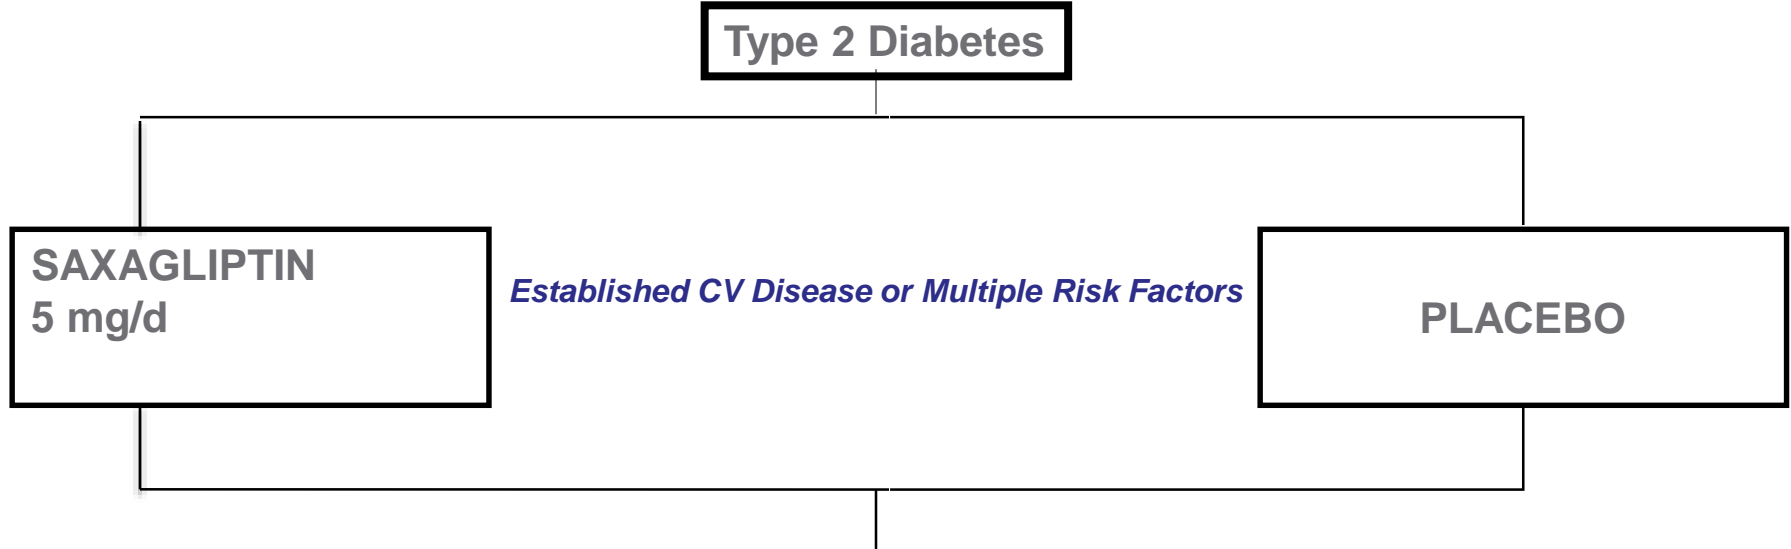 Type 2 Diabetes
SAXAGLIPTIN
5 mg/d
Established CV Disease or Multiple Risk Factors
PLACEBO